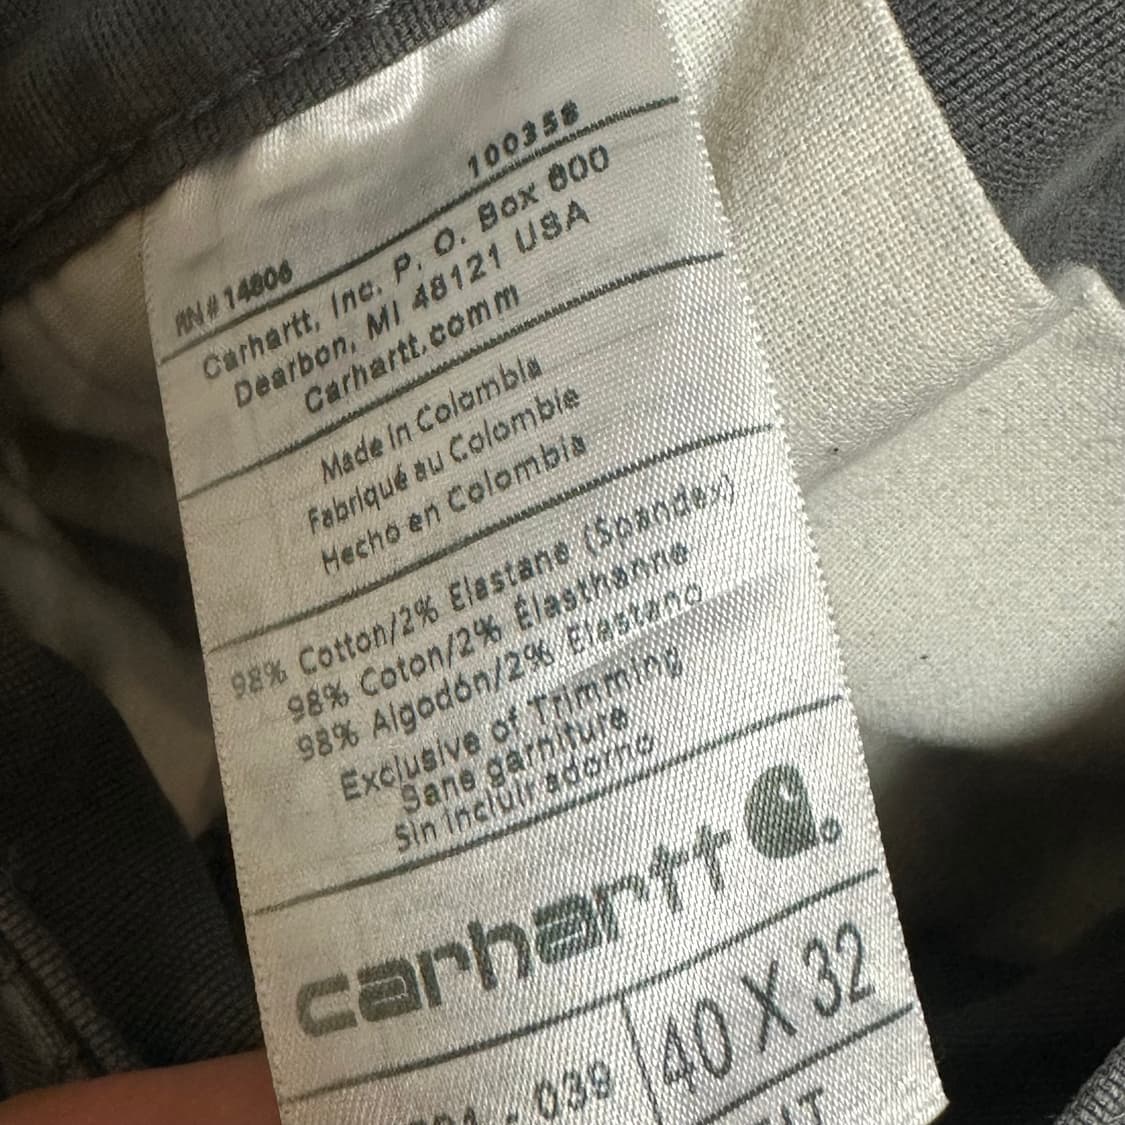 100358
RN# 14806
Carhartt, Inc. P. O. Box 600
Dearbon, MI 48121 USA
Carhartt.comm
Made in Colombia
Fabriqué au Colombie
Hecho en Colombia
98% Cotton/2% Elastane (Spandex)
98% Coton/2% Élasthanne
98% Algodón/2% Elastano
Exclusive of Trimming
Sane garniture
Sin incluir adorno
carhartt
- 039
40 X 32